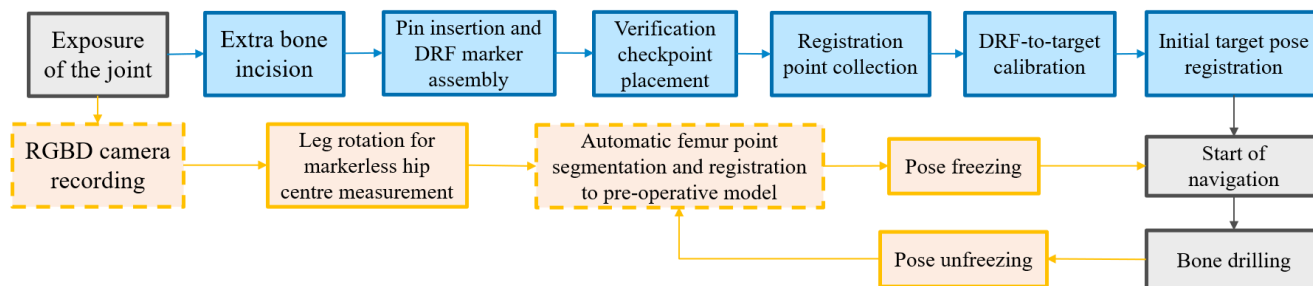 Exposure
of the joint
Extra bone
incision
Pin insertion and
DRF marker
assembly
Verification
checkpoint
placement
Registration
point collection
DRF-to-target
calibration
Initial target pose
registration
RGBD camera
recording
Leg rotation for
markerless hip
centre measurement
Automatic femur point
segmentation and registration
to pre-operative model
Pose freezing
Start of
navigation
Pose unfreezing
Bone drilling